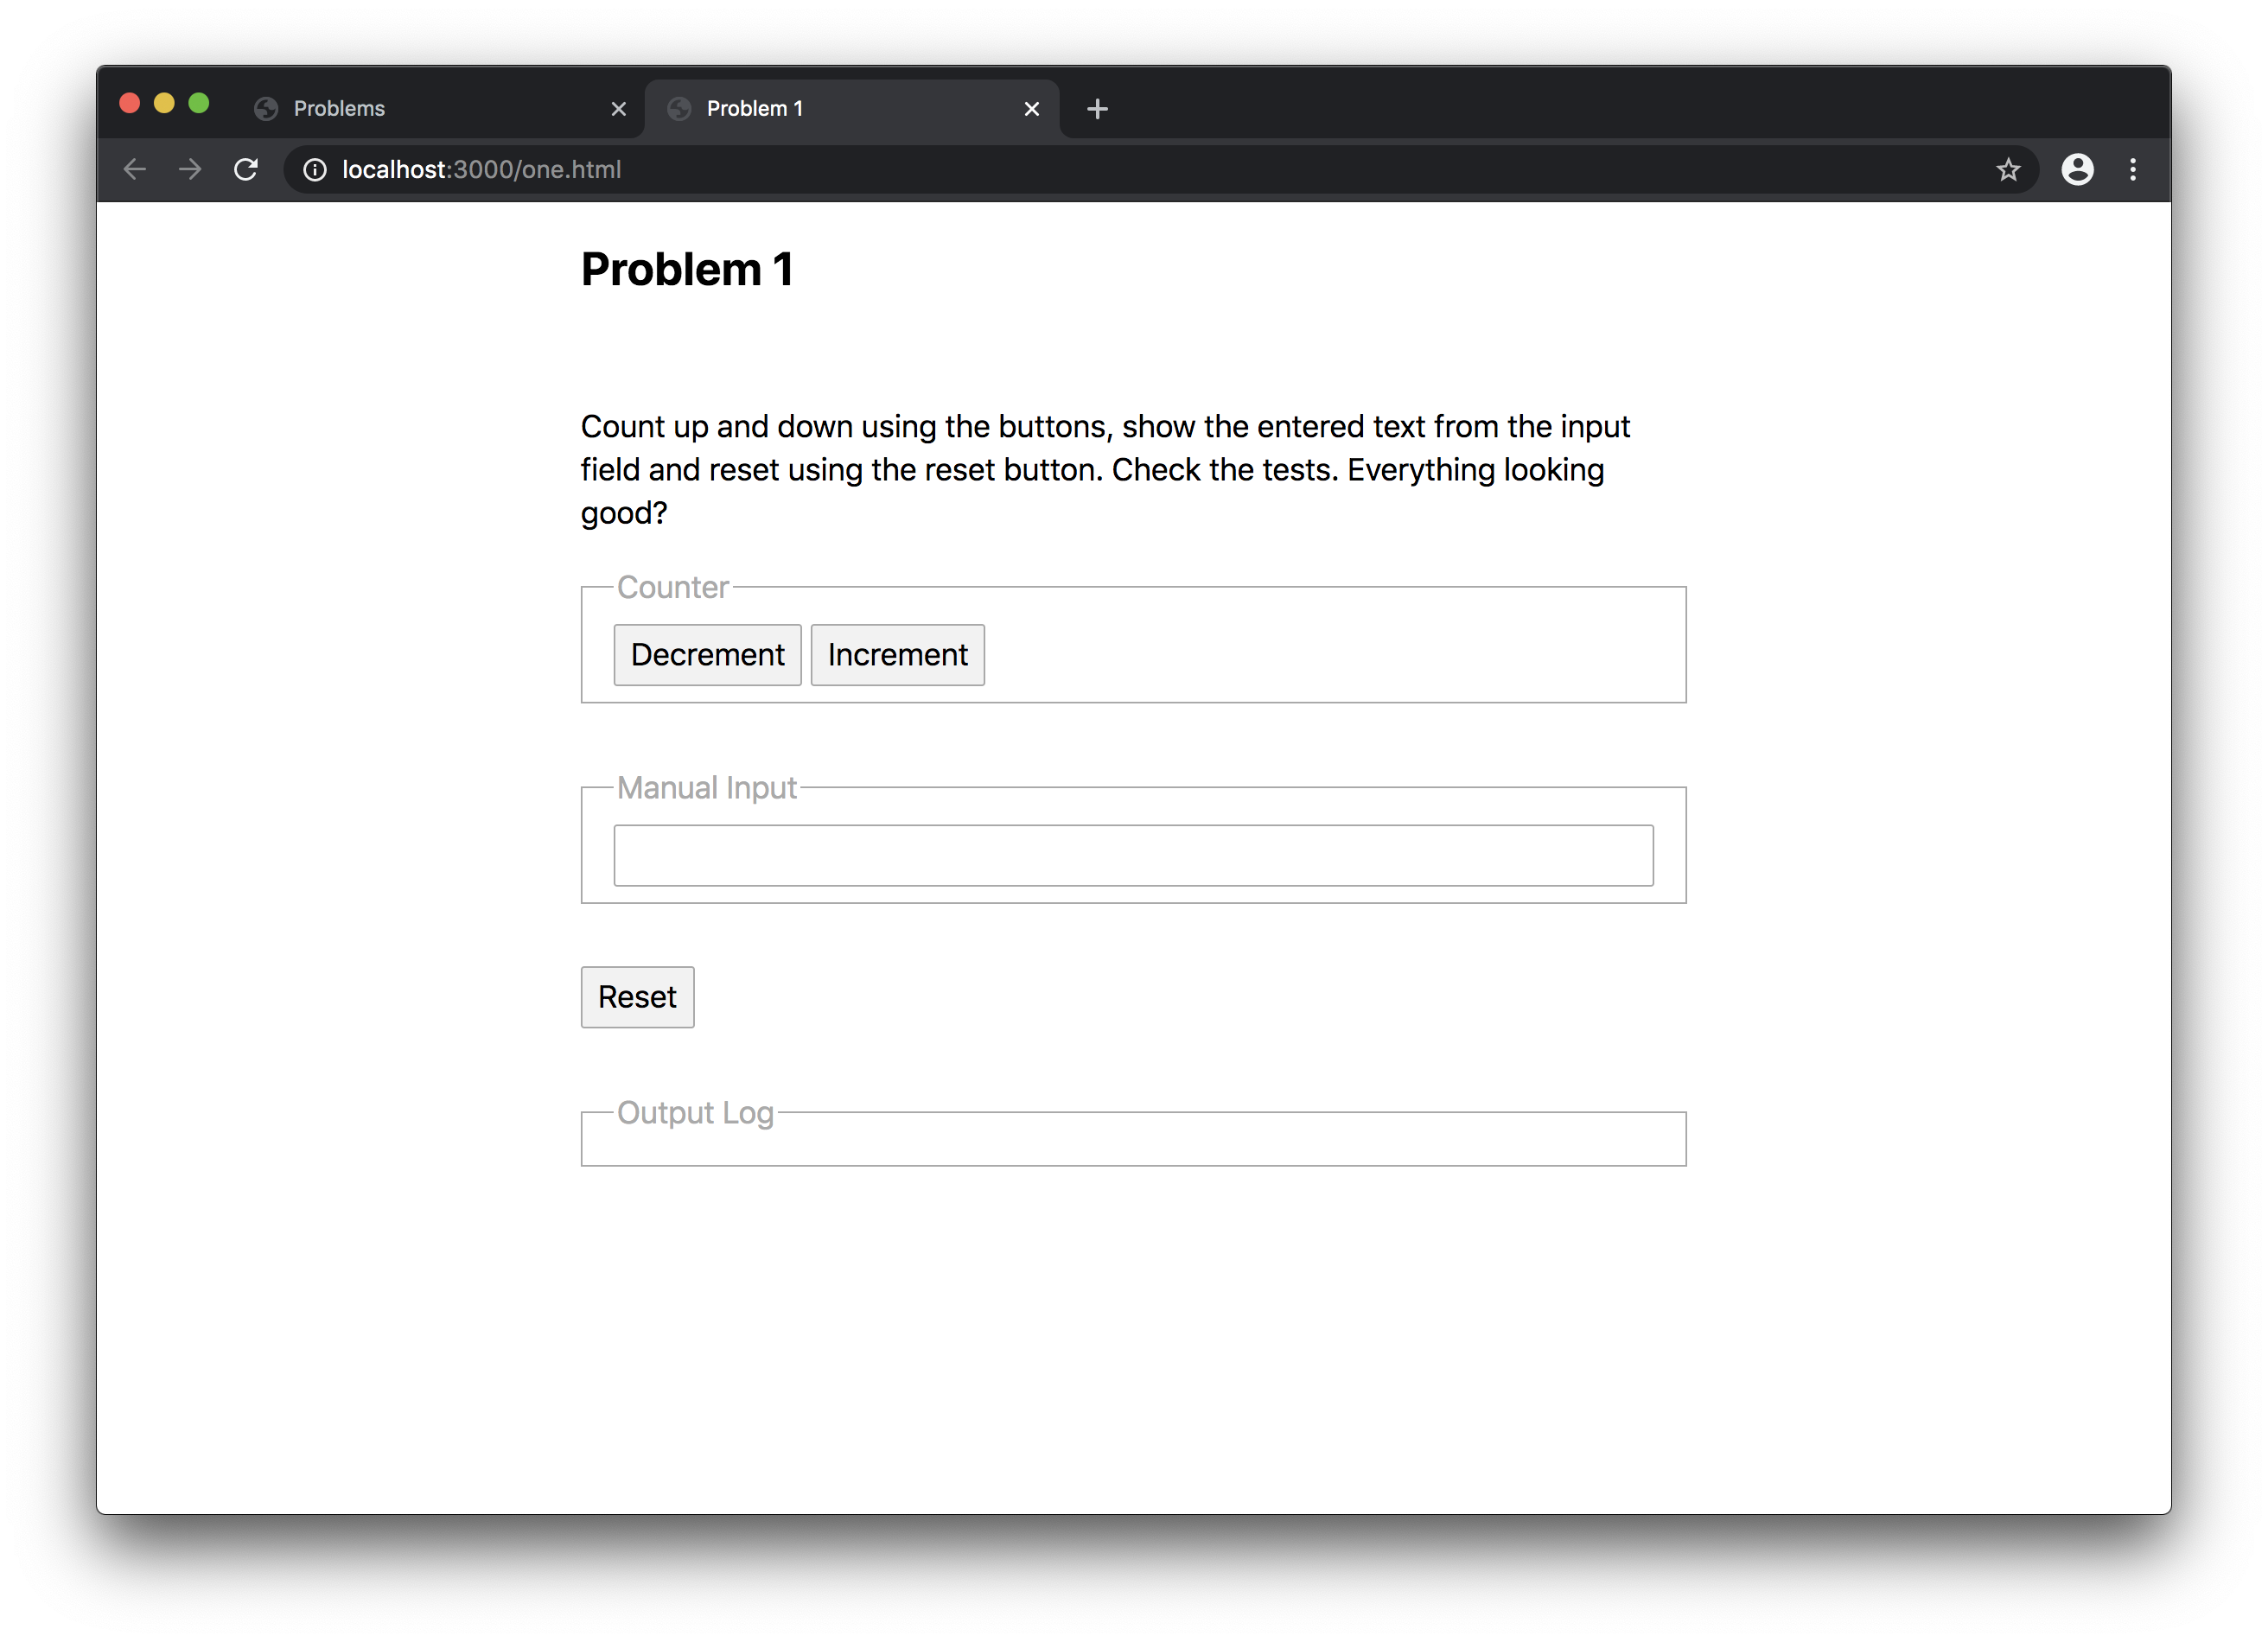 Problems
Problem 1
localhost:3000/one.html
Problem 1
Count up and down using the buttons, show the entered text from the input
field and reset using the reset button. Check the tests. Everything looking
good?
Counter
Decrement Increment
Manual Input
Reset
Output Log